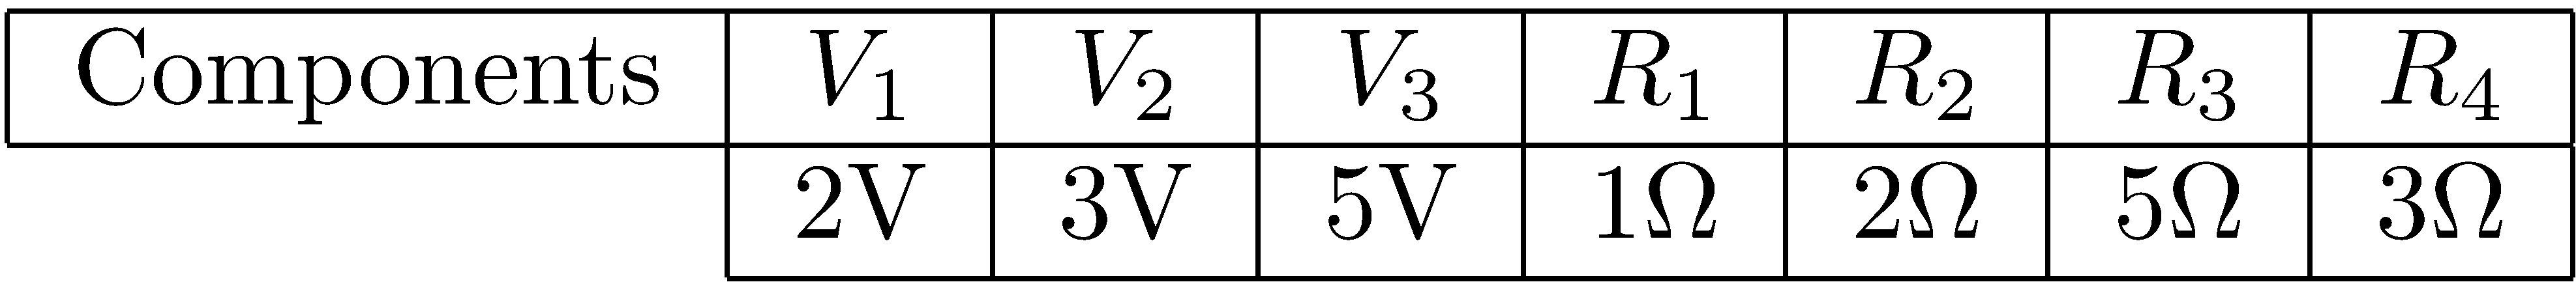 Components V₁ V₂ V₃ R₁ R₂ R₃ R₄
2V 3V 5V 1Ω 2Ω 5Ω 3Ω